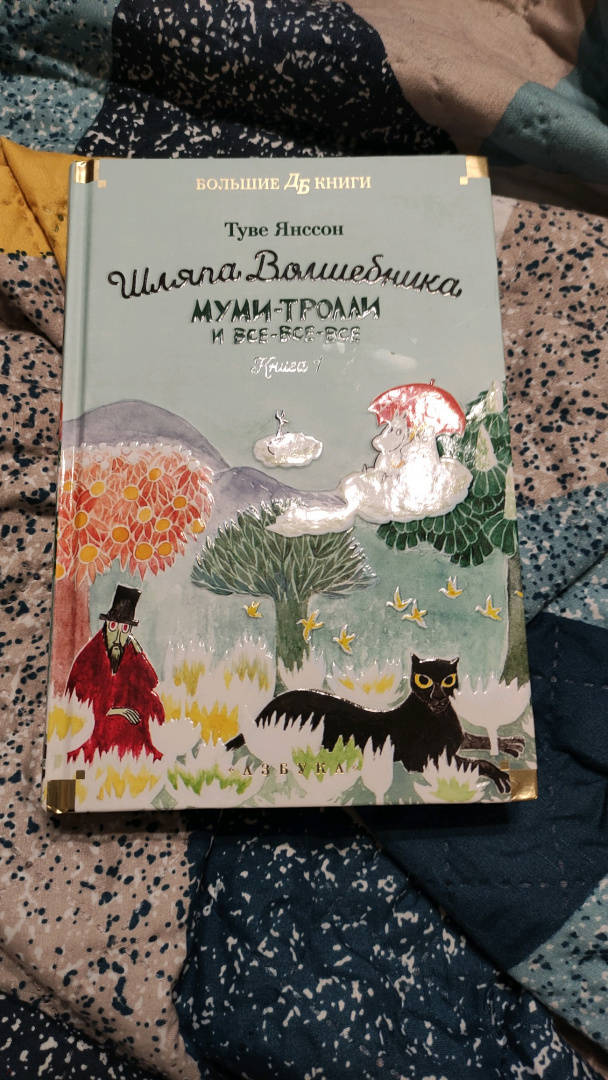 БОЛЬШИЕ ДБ КНИГИ
Туве Янссон
Шляпа Волшебника
МУМИ-ТРОЛЛИ
И ВСЕ-ВСЕ-ВСЕ
Книга 1
АЗБУКА